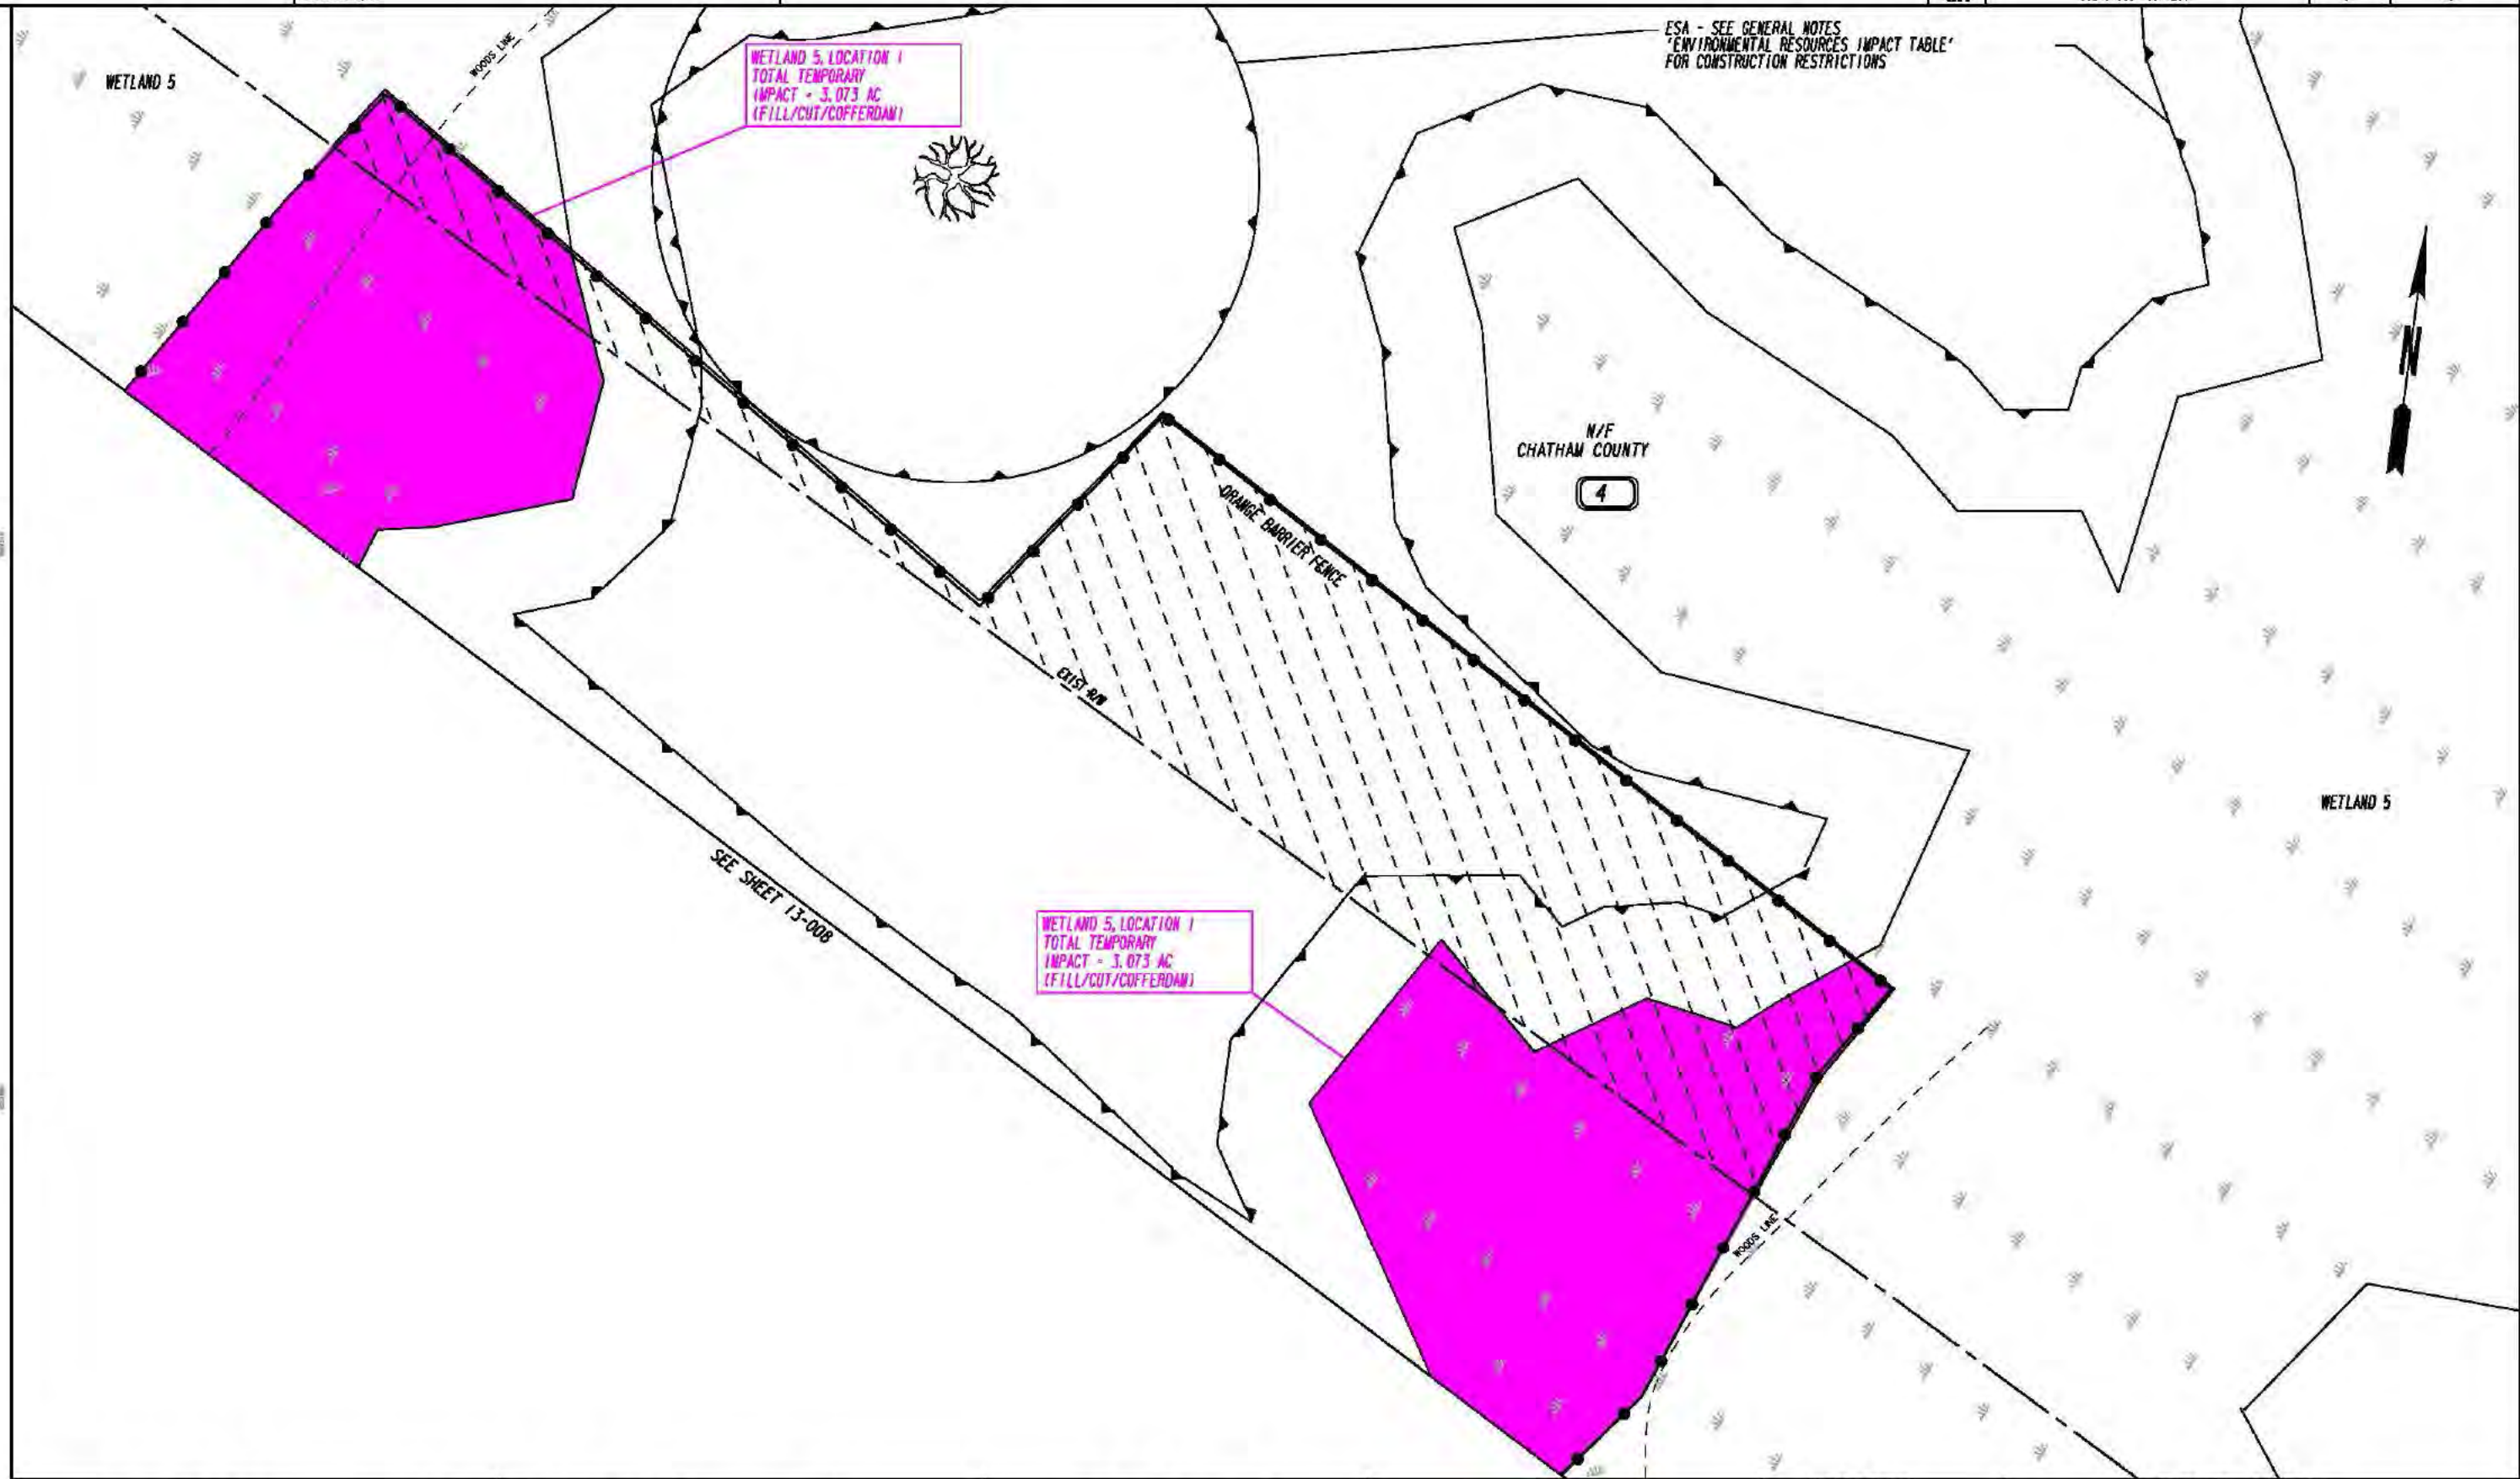 ESA - SEE GENERAL NOTES
'ENVIRONMENTAL RESOURCES IMPACT TABLE'
FOR CONSTRUCTION RESTRICTIONS
WOODS LINE
WETLAND 5, LOCATION 1
TOTAL TEMPORARY
IMPACT = 3.073 AC
(FILL/CUT/COFFERDAM)
WETLAND 5
N
N/F
CHATHAM COUNTY
4
ORANGE BARRIER FENCE
EXIST R/W
WETLAND 5
SEE SHEET 13-008
WETLAND 5, LOCATION 1
TOTAL TEMPORARY
IMPACT = 3.073 AC
(FILL/CUT/COFFERDAM)
WOODS LINE